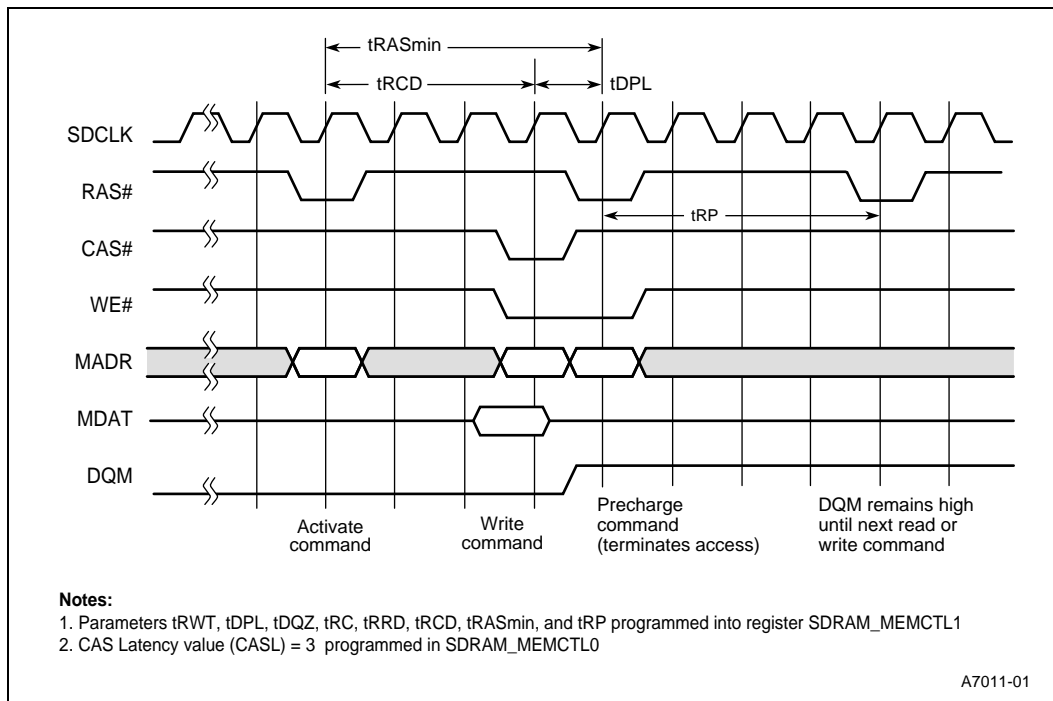 tRASmin
tRCD
tDPL
SDCLK
RAS#
tRP
CAS#
WE#
MADR
MDAT
DQM
Activate
command
Write
command
Precharge
command
(terminates access)
DQM remains high
until next read or
write command
Notes:
1. Parameters tRWT, tDPL, tDQZ, tRC, tRRD, tRCD, tRASmin, and tRP programmed into register SDRAM_MEMCTL1
2. CAS Latency value (CASL) = 3 programmed in SDRAM_MEMCTL0
A7011-01